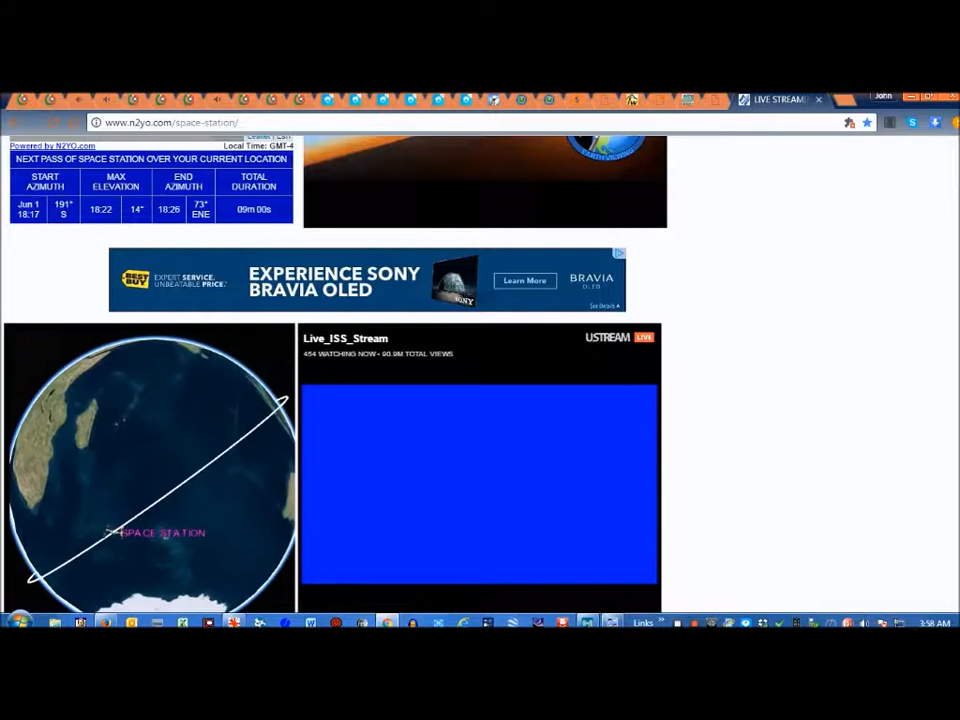 LIVE STREAM
John
www.n2yo.com/space-station/
Powered by N2YO.com
Local Time: GMT-4
NEXT PASS OF SPACE STATION OVER YOUR CURRENT LOCATION
START AZIMUTH
MAX ELEVATION
END AZIMUTH
TOTAL DURATION
Jun 1 18:17
191° S
18:22
14°
18:26
73° ENE
09m 00s
EARTH VIEWING
BEST BUY
EXPERT SERVICE.
UNBEATABLE PRICE.
EXPERIENCE SONY
BRAVIA OLED
SONY
Learn More
BRAVIA
OLED
See Details
Live_ISS_Stream
USTREAM LIVE
454 WATCHING NOW • 90.9M TOTAL VIEWS
SPACE STATION
Links
3:58 AM